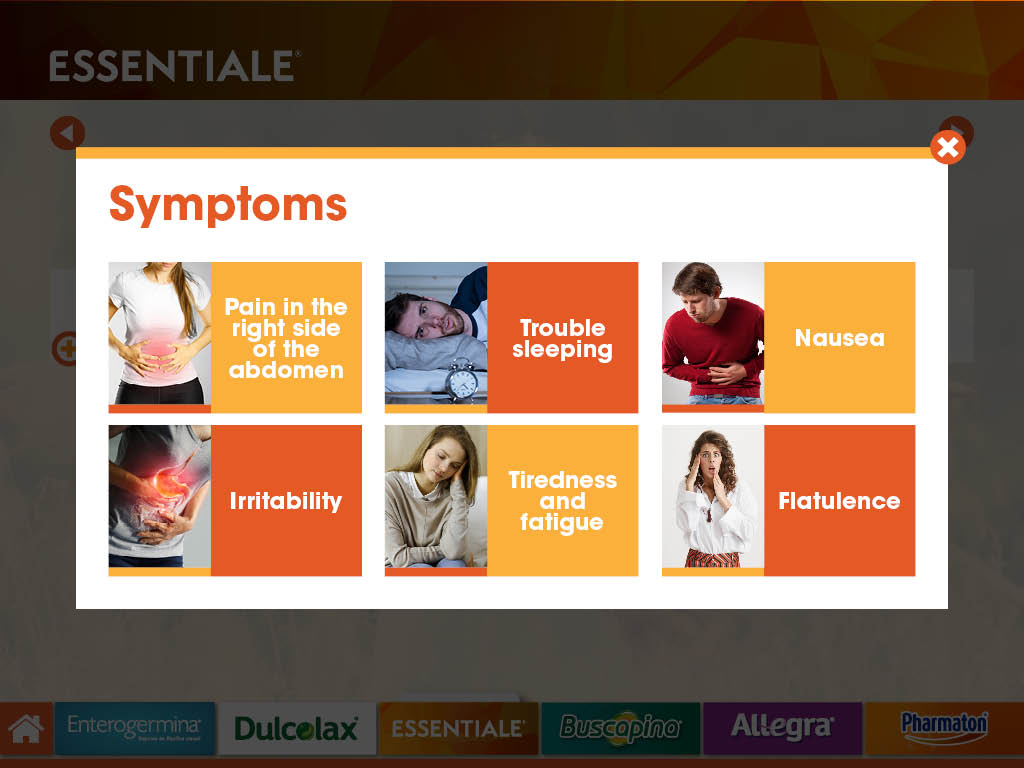 ESSENTIALE®
Symptoms
Pain in the
right side
of the
abdomen
Trouble
sleeping
Nausea
Irritability
Tiredness
and
fatigue
Flatulence
Enterogermina®
Dulcolax®
ESSENTIALE®
Buscopina®
Allegra®
Pharmaton®